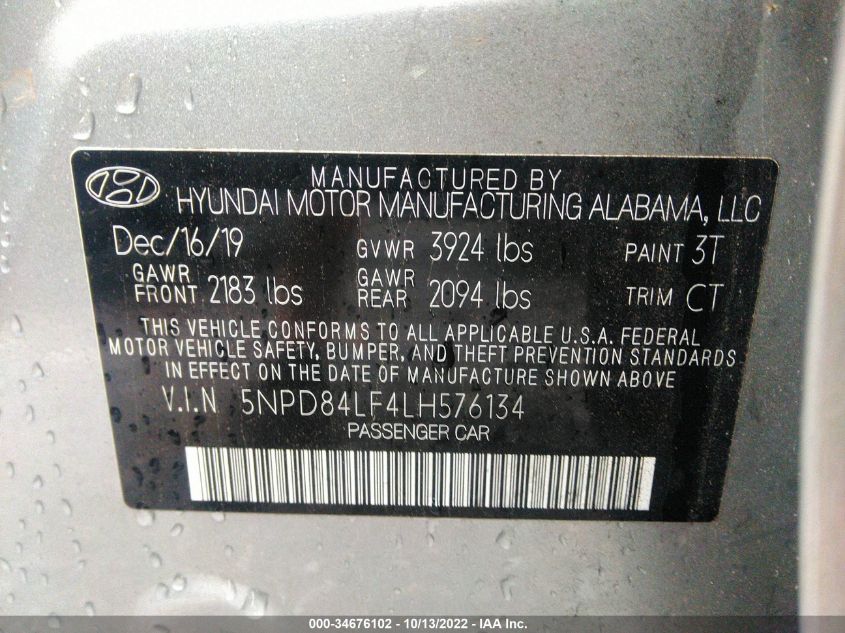 MANUFACTURED BY
HYUNDAI MOTOR MANUFACTURING ALABAMA, LLC
Dec/16/19 GVWR 3924 lbs PAINT 3T
GAWR FRONT 2183 lbs GAWR REAR 2094 lbs TRIM CT
THIS VEHICLE CONFORMS TO ALL APPLICABLE U.S.A. FEDERAL
MOTOR VEHICLE SAFETY, BUMPER, AND THEFT PREVENTION STANDARDS
IN EFFECT ON THE DATE OF MANUFACTURE SHOWN ABOVE.
V.I.N 5NPD84LF4LH576134
PASSENGER CAR
000-34676102 - 10/13/2022 - IAA Inc.